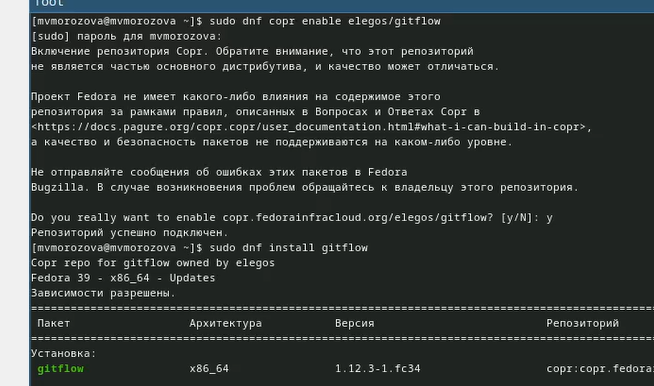 Tool
[mvmorozova@mvmorozova ~]$ sudo dnf copr enable elegos/gitflow
[sudo] пароль для mvmorozova:
Включение репозитория Copr. Обратите внимание, что этот репозиторий
не является частью основного дистрибутива, и качество может отличаться.
Проект Fedora не имеет какого-либо влияния на содержимое этого
репозитория за рамками правил, описанных в Вопросах и Ответах Copr в
<https://docs.pagure.org/copr.copr/user_documentation.html#what-i-can-build-in-copr>,
а качество и безопасность пакетов не поддерживаются на каком-либо уровне.
Не отправляйте сообщения об ошибках этих пакетов в Fedora
Bugzilla. В случае возникновения проблем обращайтесь к владельцу этого репозитория.
Do you really want to enable copr.fedorainfracloud.org/elegos/gitflow? [y/N]: y
Репозиторий успешно подключен.
[mvmorozova@mvmorozova ~]$ sudo dnf install gitflow
Copr repo for gitflow owned by elegos
Fedora 39 - x86_64 - Updates
Зависимости разрешены.
Пакет Архитектура Версия Репозиторий
Установка:
gitflow x86_64 1.12.3-1.fc34 copr:copr.fedora